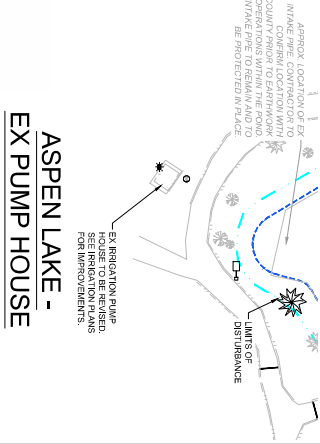 APPROX. LOCATION OF EX
INTAKE PIPE. CONTRACTOR TO
CONFIRM LOCATION WITH
COUNTY PRIOR TO EARTHWORK
OPERATIONS WITHIN THE POND.
INTAKE PIPE TO REMAIN AND TO
BE PROTECTED IN PLACE
LIMITS OF
DISTURBANCE
EX IRRIGATION PUMP
HOUSE TO BE REVISED.
SEE IRRIGATION PLANS
FOR IMPROVEMENTS.
ASPEN LAKE -
EX PUMP HOUSE